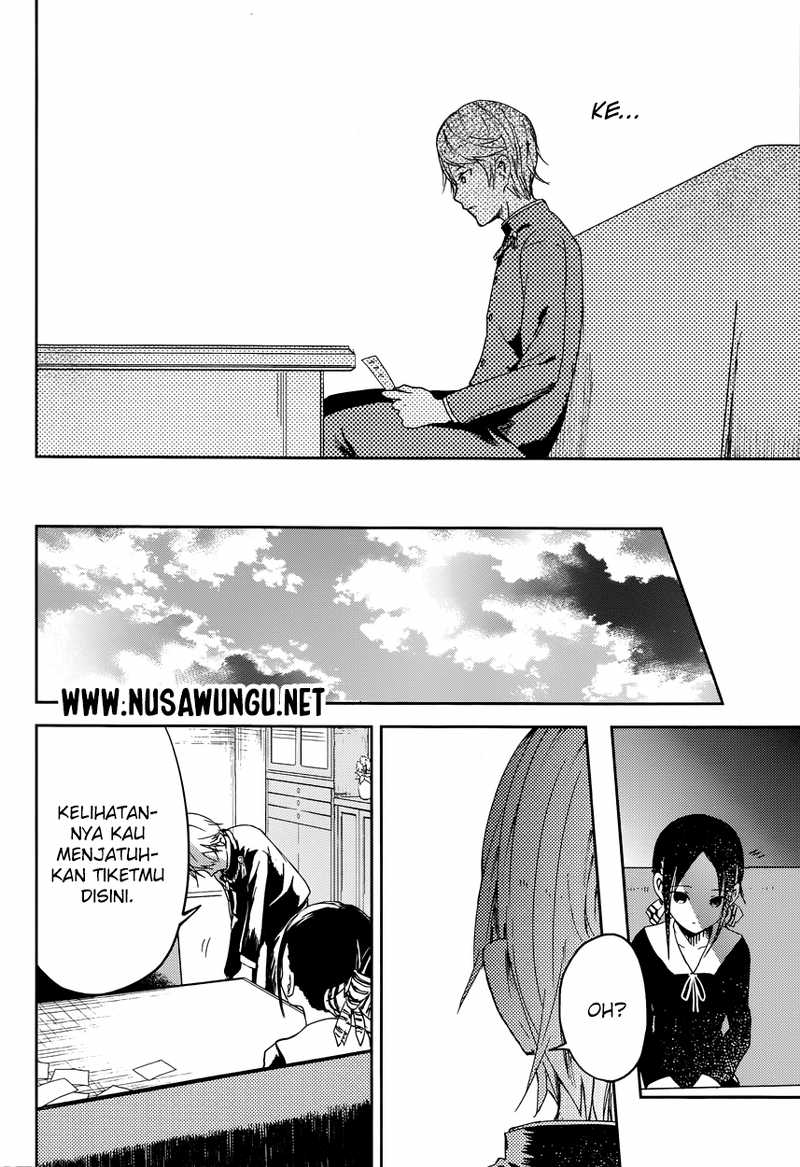 KE...
WWW.NUSAWUNGU.NET
OH?
KELIHATAN-
NYA KAU
MENJATUH-
KAN TIKETMU
DISINI.